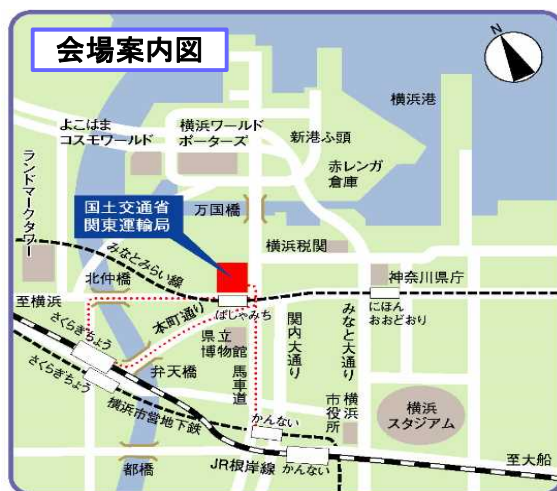 会場案内図
横浜港
よこはま
コスモワールド
横浜ワールド
ポーターズ
新港ふ頭
赤レンガ
倉庫
ランドマークタワー
国土交通省
関東運輸局
万国橋
横浜税関
みなとみらい線
北仲橋
神奈川県庁
至横浜
本町通り
ばしゃみち
にほん
おおどおり
さくらぎちょう
県立
博物館
関内大通り
みなと大通り
さくらぎちょう
弁天橋
馬車道
横浜
市役所
横浜
スタジアム
横浜市営地下鉄
かんない
至大船
都橋
JR根岸線
かんない